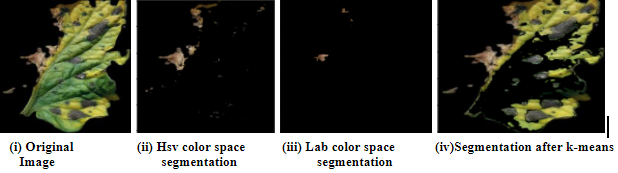 (i) Original
Image
(ii) Hsv color space
segmentation
(iii) Lab color space
segmentation
(iv)Segmentation after k-means